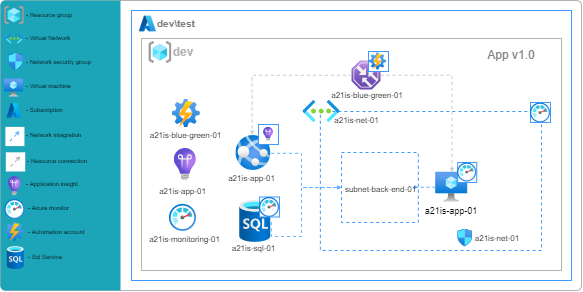 - Resource group
- Virtual Network
- Network security group
- Virtual machine
- Subscription
- Network integration
- Resource connection
- Application insight
- Azure monitor
- Automation account
- Sql Service
dev\test
dev
App v1.0
a21is-blue-green-01
a21is-net-01
a21is-blue-green-01
a21is-app-01
a21is-app-01
subnet-back-end-01
a21is-app-01
SQL
a21is-monitoring-01
a21is-sql-01
a21is-net-01
SQL